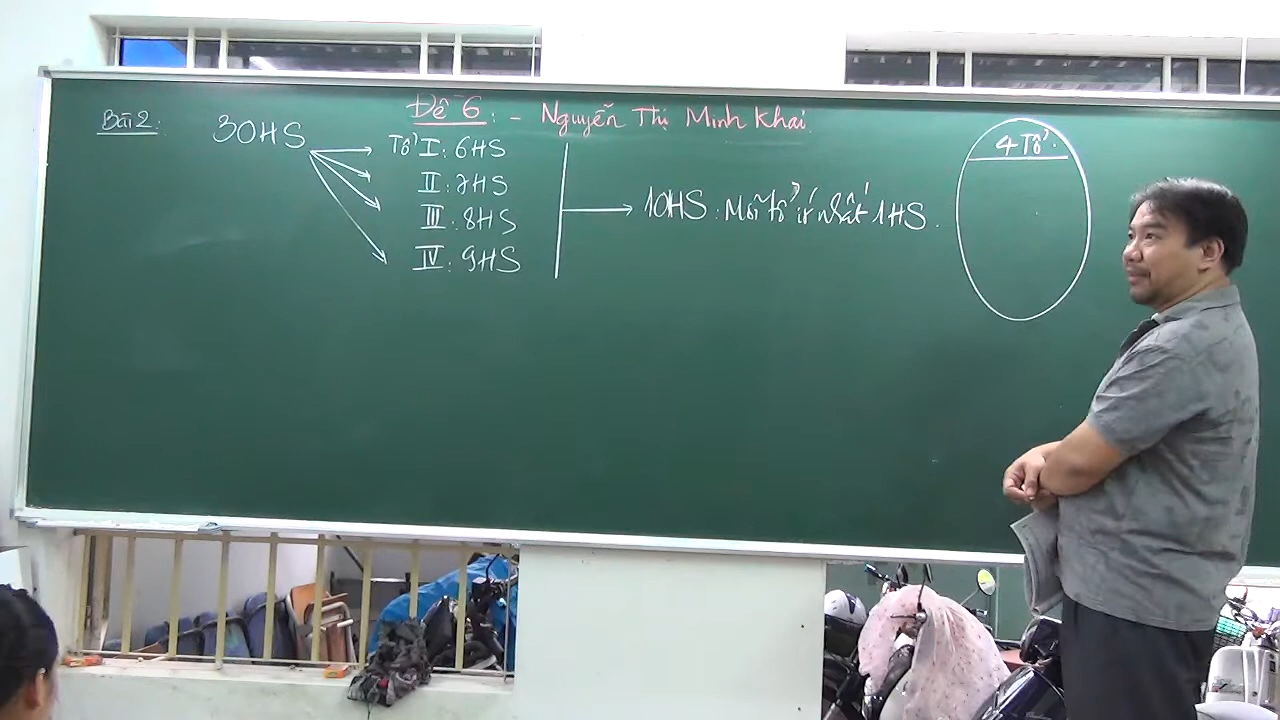 Đề 6: - Nguyễn Thị Minh Khai.
Bài 2:
30HS
Tổ I: 6HS
II: 7HS
III: 8HS
IV: 9HS
10HS: Mỗi tổ ít nhất 1HS.
4 Tổ.